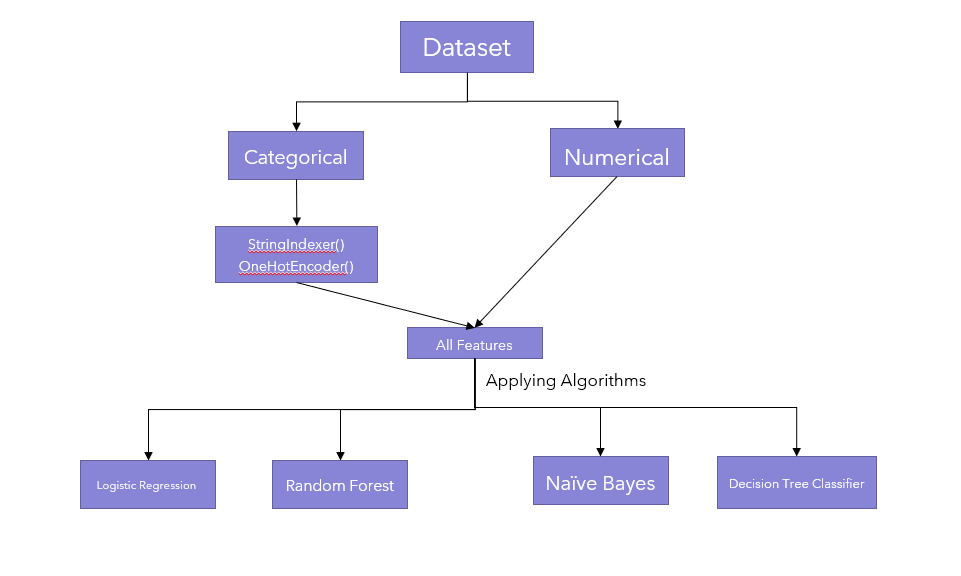 Dataset
Categorical
Numerical
StringIndexer()
OneHotEncoder()
All Features
Applying Algorithms
Logistic Regression
Random Forest
Naïve Bayes
Decision Tree Classifier